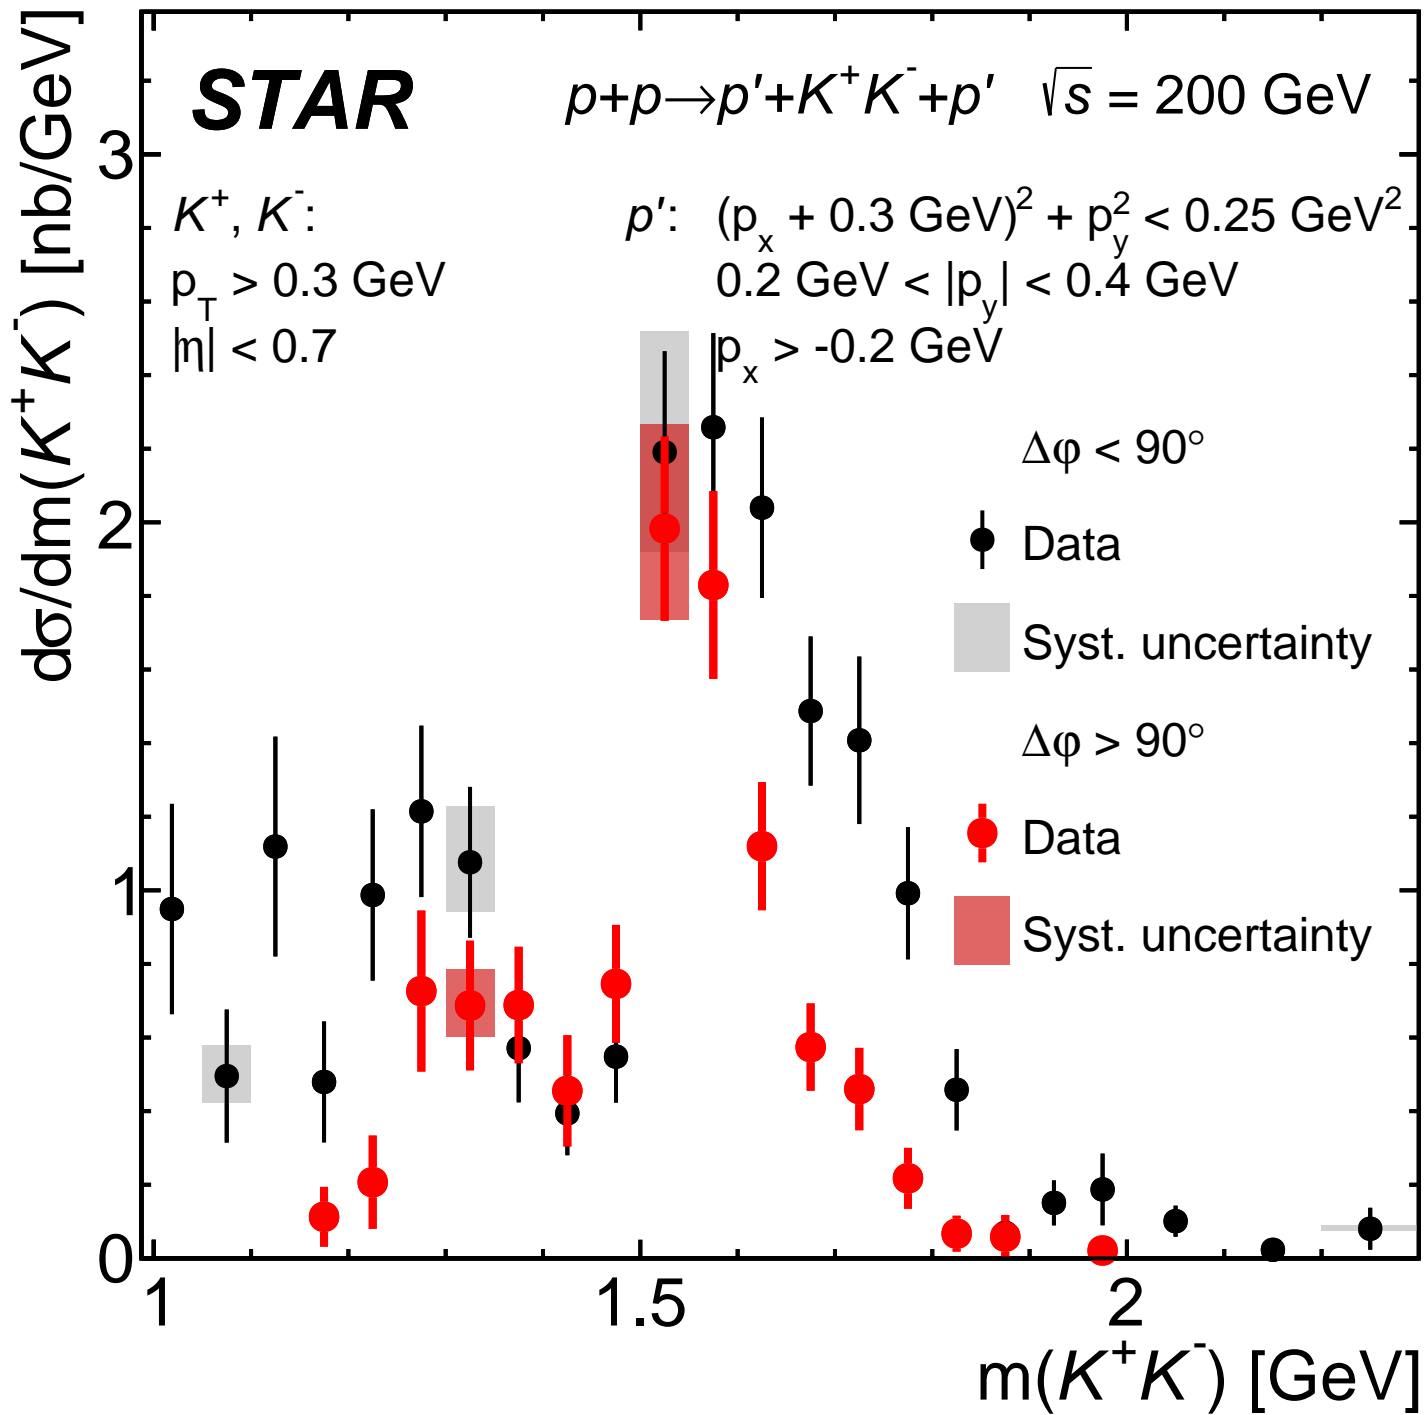 STAR p+p→p′+K⁺K⁻+p′ √s = 200 GeV
K⁺, K⁻: p′: (pₓ + 0.3 GeV)² + p_y² < 0.25 GeV²
p_T > 0.3 GeV 0.2 GeV < |p_y| < 0.4 GeV
|η| < 0.7 pₓ > -0.2 GeV
Δφ < 90°
Data
Syst. uncertainty
Δφ > 90°
Data
Syst. uncertainty
dσ/dm(K⁺K⁻) [nb/GeV]
3
2
1
0
1 1.5 2
m(K⁺K⁻) [GeV]